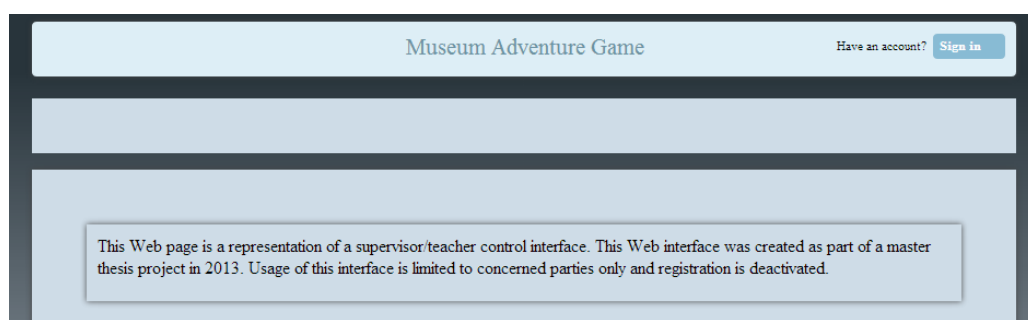 Museum Adventure Game
Have an account? Sign in
This Web page is a representation of a supervisor/teacher control interface. This Web interface was created as part of a master
thesis project in 2013. Usage of this interface is limited to concerned parties only and registration is deactivated.